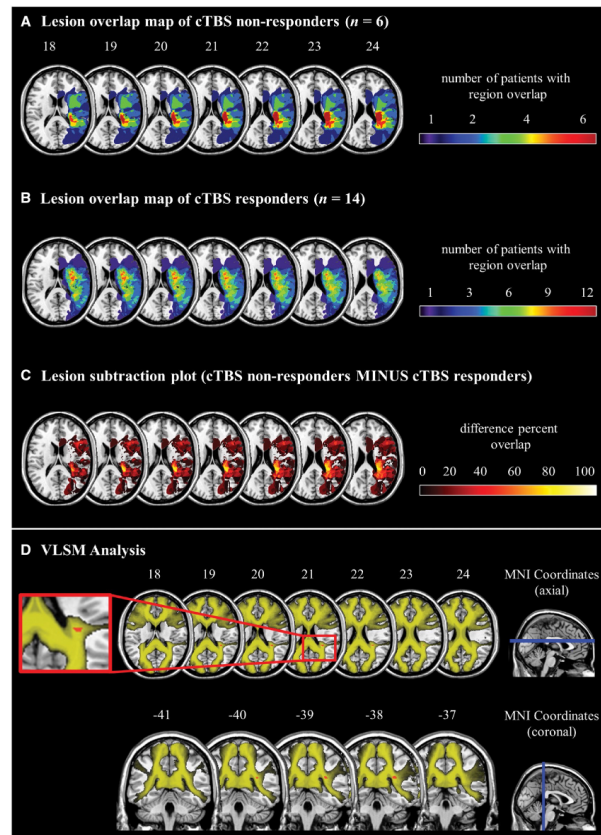 A Lesion overlap map of cTBS non-responders (n = 6)
18 19 20 21 22 23 24
number of patients with
region overlap
1 2 4 6
B Lesion overlap map of cTBS responders (n = 14)
number of patients with
region overlap
1 3 6 9 12
C Lesion subtraction plot (cTBS non-responders MINUS cTBS responders)
difference percent
overlap
0 20 40 60 80 100
D VLSM Analysis
18 19 20 21 22 23 24
MNI Coordinates
(axial)
-41 -40 -39 -38 -37
MNI Coordinates
(coronal)